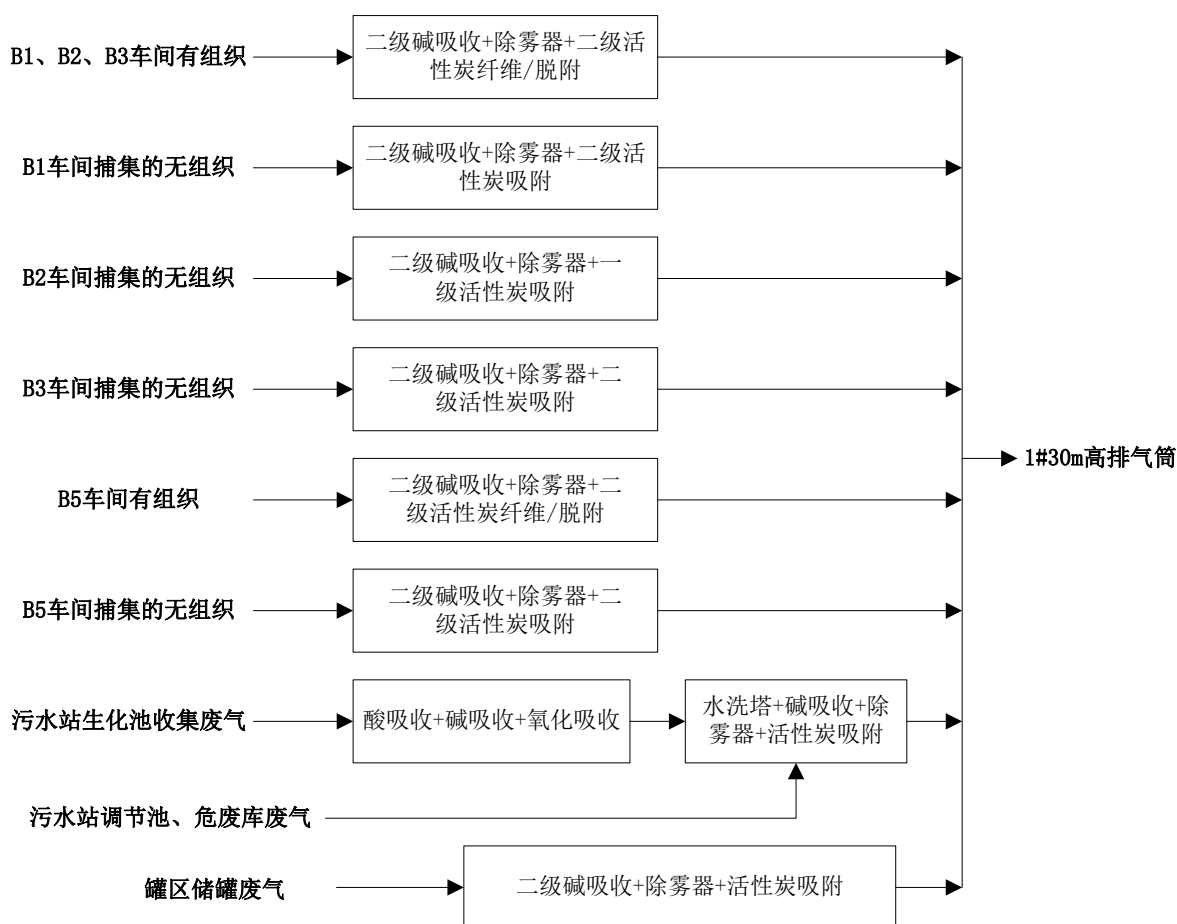 B1、B2、B3车间有组织
二级碱吸收+除雾器+二级活
性炭纤维/脱附
B1车间捕集的无组织
二级碱吸收+除雾器+二级活
性炭吸附
B2车间捕集的无组织
二级碱吸收+除雾器+一
级活性炭吸附
B3车间捕集的无组织
二级碱吸收+除雾器+二
级活性炭吸附
1#30m高排气筒
B5车间有组织
二级碱吸收+除雾器+二
级活性炭纤维/脱附
B5车间捕集的无组织
二级碱吸收+除雾器+二
级活性炭吸附
污水站生化池收集废气
酸吸收+碱吸收+氧化吸收
水洗塔+碱吸收+除
雾器+活性炭吸附
污水站调节池、危废库废气
罐区储罐废气
二级碱吸收+除雾器+活性炭吸附